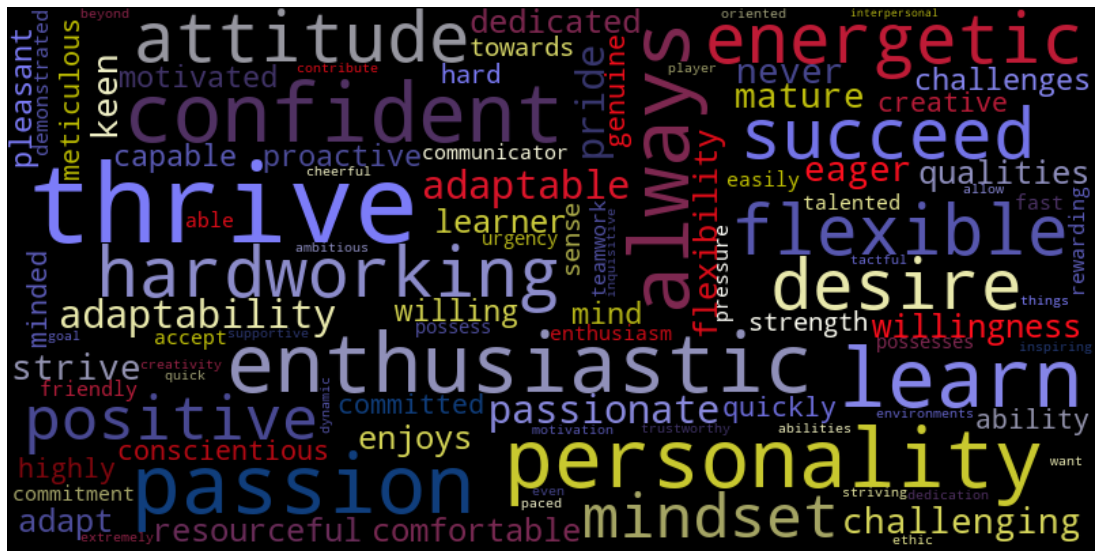 beyond
attitude
dedicated
oriented
interpersonal
energetic
pleasant
demonstrated
meticulous
keen
motivated
contribute
towards
hard
pride
genuine
always
player
never
challenges
confident
mature
creative
succeed
capable
proactive
communicator
cheerful
thrive
able
adaptable
learner
urgency
sense
teamwork
inquisitive
flexibility
pressure
easily
eager
qualities
talented
allow
fast
rewarding
flexible
tactful
ambitious
hardworking
minded
goal
adaptability
willing
mind
desire
things
accept
supportive
possess
enthusiasm
strength
willingness
possesses
inspiring
strive
creativity
quick
friendly
enthusiastic
learn
positive
dynamic
committed
passionate
quickly
environments
ability
motivation
trustworthy
abilities
conscientious
enjoys
highly
passion
personality
want
commitment
even
paced
striving
dedication
adapt
extremely
resourceful
comfortable
mindset
challenging
ethic